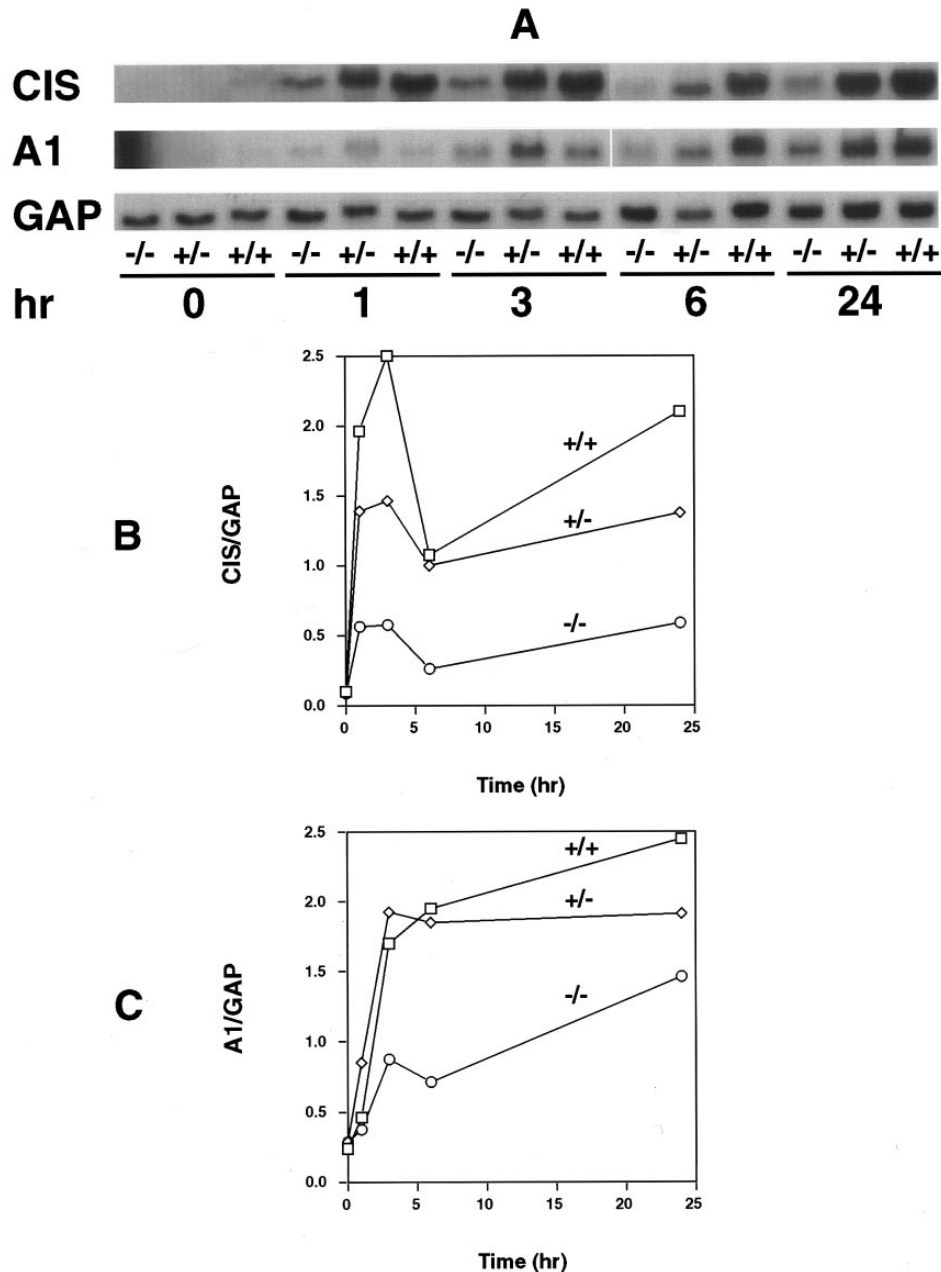 A
CIS
A1
GAP
-/- +/- +/+ -/- +/- +/+ -/- +/- +/+ -/- +/- +/+ -/- +/- +/+
hr 0 1 3 6 24
B
CIS/GAP
2.5
2.0
1.5
1.0
0.5
0.0
+/+
+/-
-/-
0 5 10 15 20 25
Time (hr)
C
A1/GAP
2.5
2.0
1.5
1.0
0.5
0.0
+/+
+/-
-/-
0 5 10 15 20 25
Time (hr)